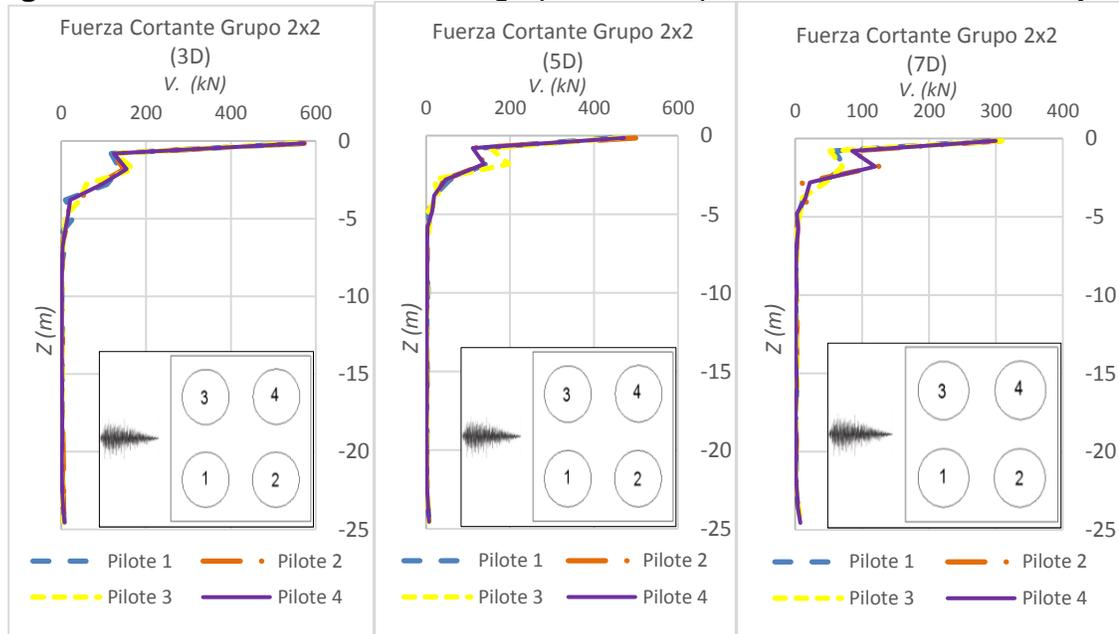 Fuerza Cortante Grupo 2x2
(3D)
V. (kN)
0 200 400 600
0
-5
-10
-15
-20
-25
Z (m)
3 4
1 2
Pilote 1 Pilote 2
Pilote 3 Pilote 4
Fuerza Cortante Grupo 2x2
(5D)
V. (kN)
0 200 400 600
0
-5
-10
-15
-20
-25
Z (m)
3 4
1 2
Pilote 1 Pilote 2
Pilote 3 Pilote 4
Fuerza Cortante Grupo 2x2
(7D)
V. (kN)
0 100 200 300 400
0
-5
-10
-15
-20
-25
Z (m)
3 4
1 2
Pilote 1 Pilote 2
Pilote 3 Pilote 4